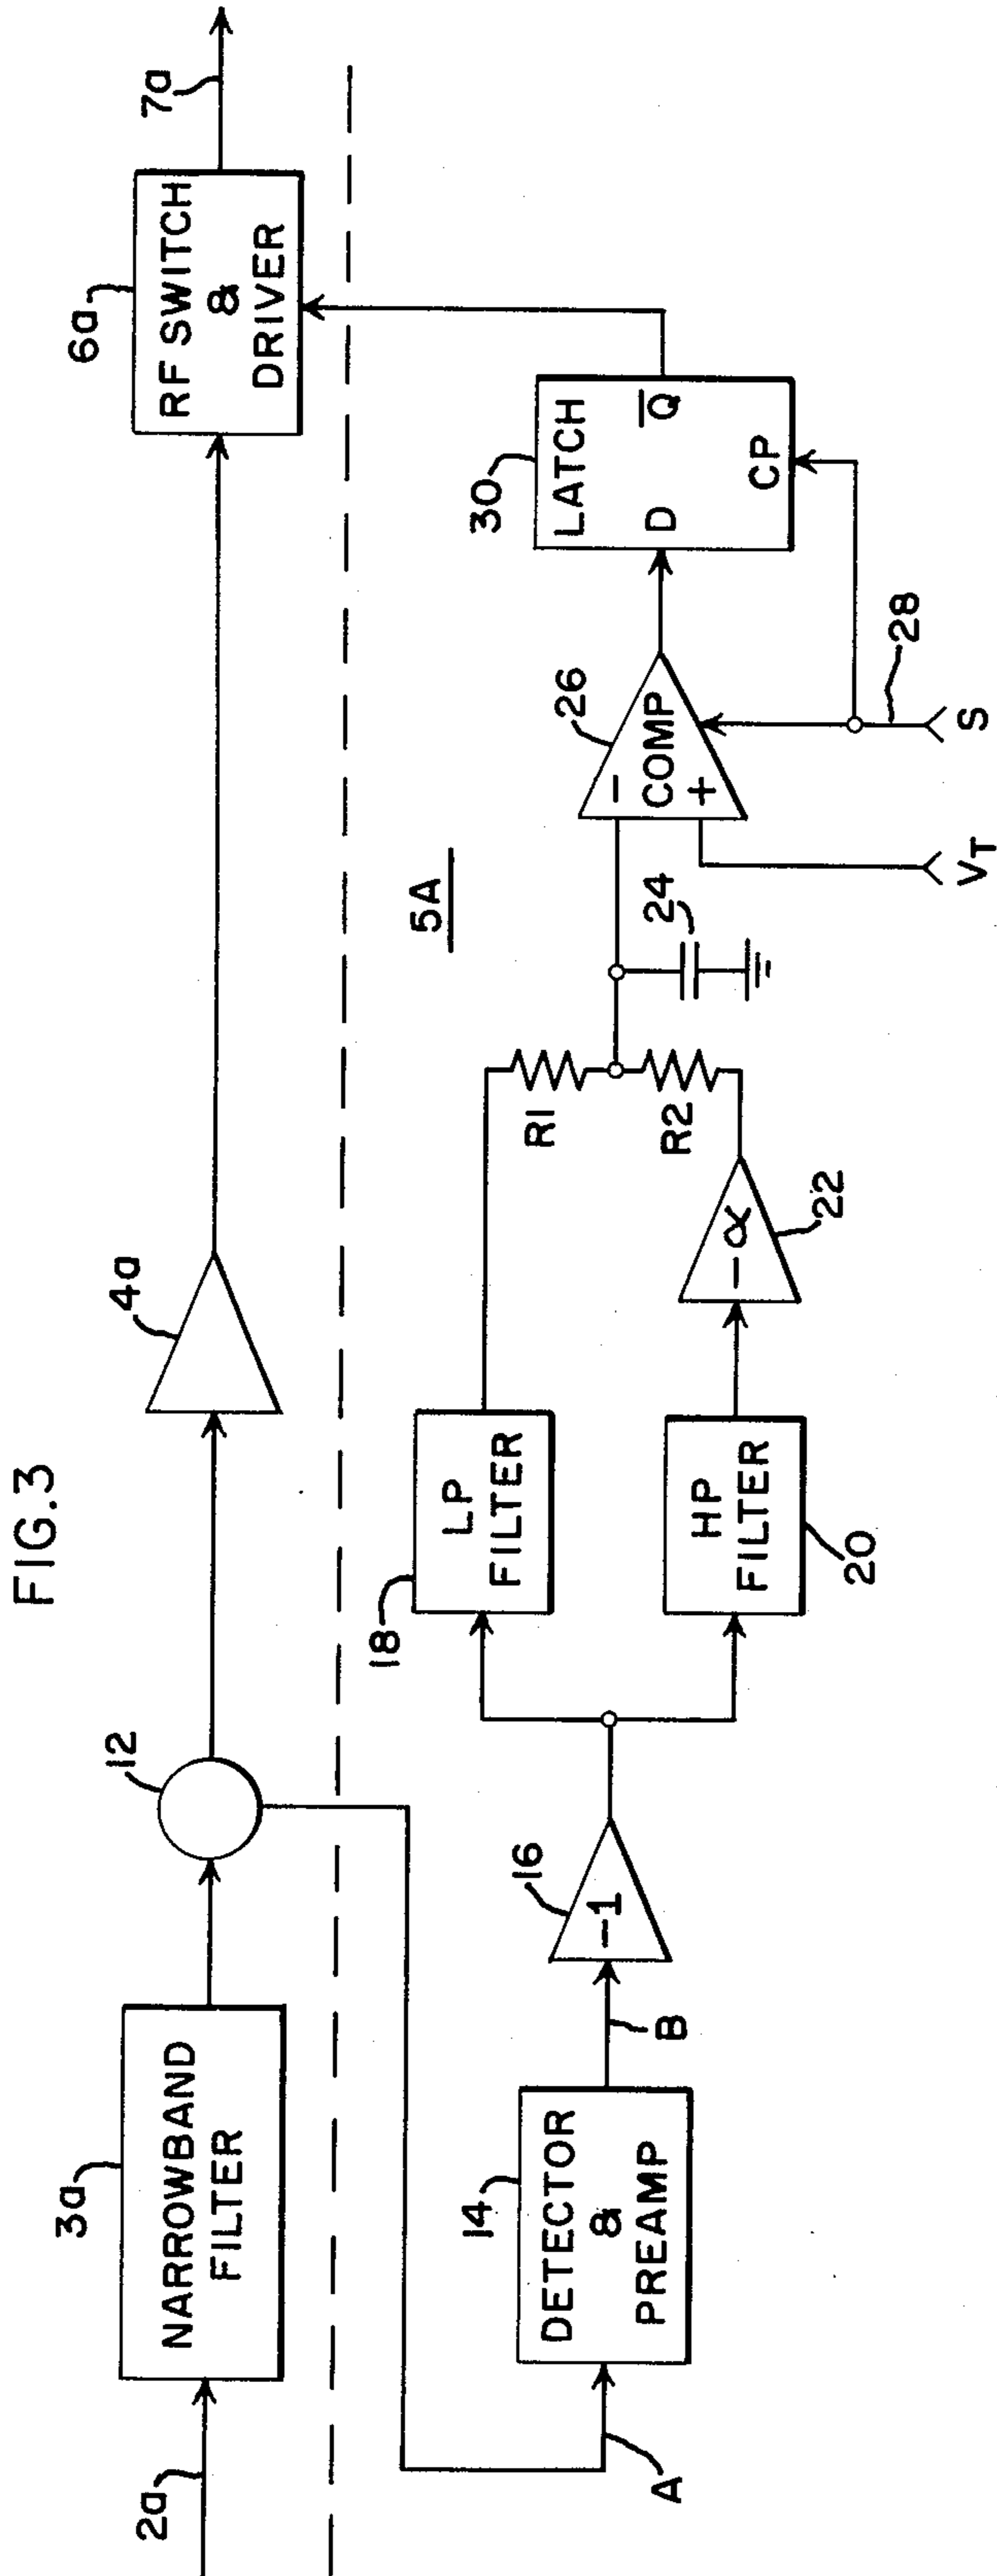 FIG.3
2a
3a
NARROWBAND
FILTER
12
4a
6a
RF SWITCH
&
DRIVER
7a
5A
A
14
DETECTOR
&
PREAMP
B
16
-1
18
LP
FILTER
HP
FILTER
20
-α
22
R1
R2
24
26
-
COMP
+
VT
S
28
30
LATCH
D
Q̅
CP